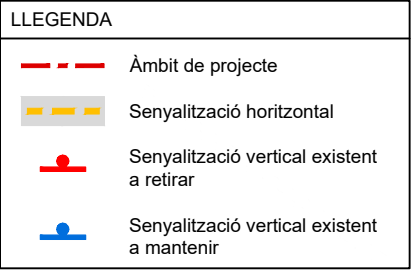 LLEGENDA
Àmbit de projecte
Senyalització horitzontal
Senyalització vertical existent
a retirar
Senyalització vertical existent
a mantenir